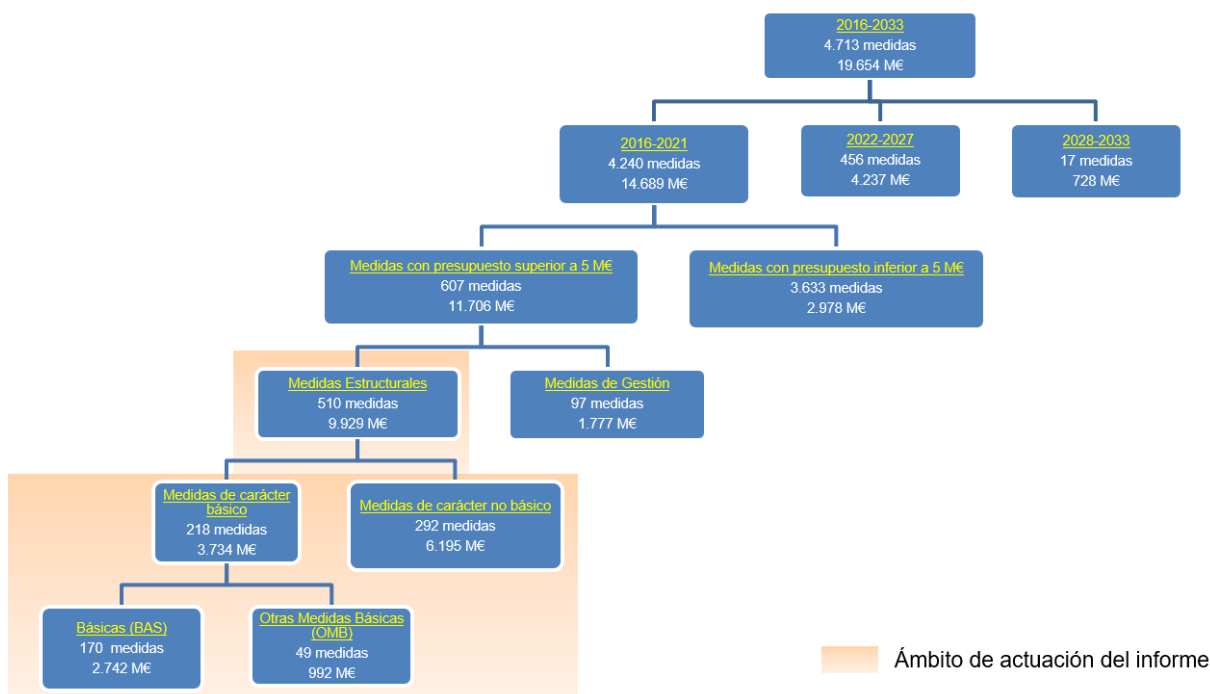 2016-2033
4.713 medidas
19.654 M€
2016-2021
4.240 medidas
14.689 M€
2022-2027
456 medidas
4.237 M€
2028-2033
17 medidas
728 M€
Medidas con presupuesto superior a 5 M€
607 medidas
11.706 M€
Medidas con presupuesto inferior a 5 M€
3.633 medidas
2.978 M€
Medidas Estructurales
510 medidas
9.929 M€
Medidas de Gestión
97 medidas
1.777 M€
Medidas de carácter
básico
218 medidas
3.734 M€
Medidas de carácter no básico
292 medidas
6.195 M€
Básicas (BAS)
170 medidas
2.742 M€
Otras Medidas Básicas
(OMB)
49 medidas
992 M€
Ámbito de actuación del informe